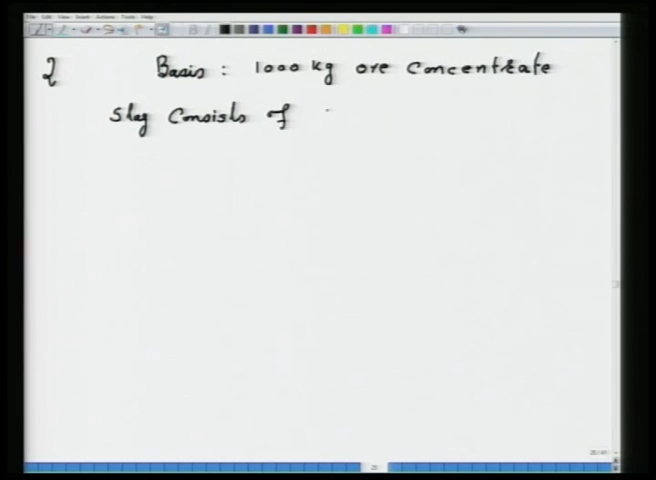 2 Basis : 1000 kg ore Concentrate
Slag Consists of